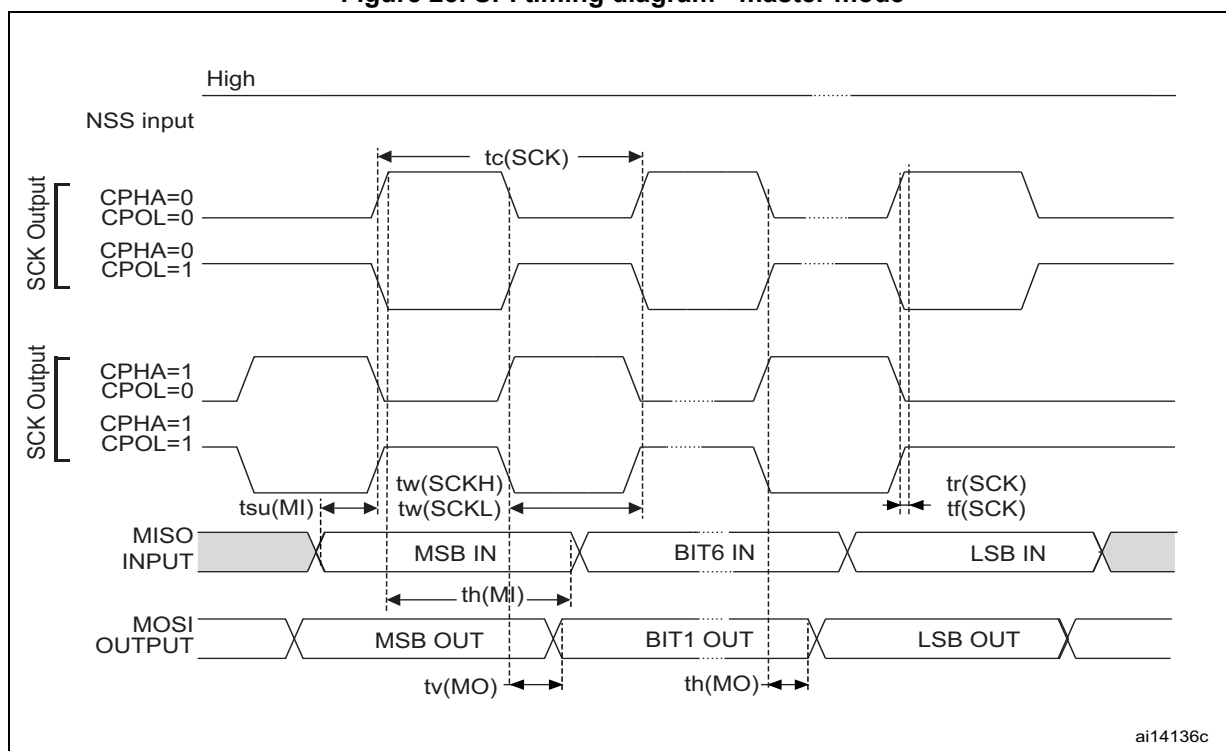 Figure SPI timing diagram - master mode
High
NSS input
tc(SCK)
SCK Output
CPHA=0
CPOL=0
CPHA=0
CPOL=1
SCK Output
CPHA=1
CPOL=0
CPHA=1
CPOL=1
tw(SCKH)
tw(SCKL)
tr(SCK)
tf(SCK)
tsu(MI)
MISO
INPUT
MSB IN
BIT6 IN
LSB IN
th(MI)
MOSI
OUTPUT
MSB OUT
BIT1 OUT
LSB OUT
tv(MO)
th(MO)
ai14136c